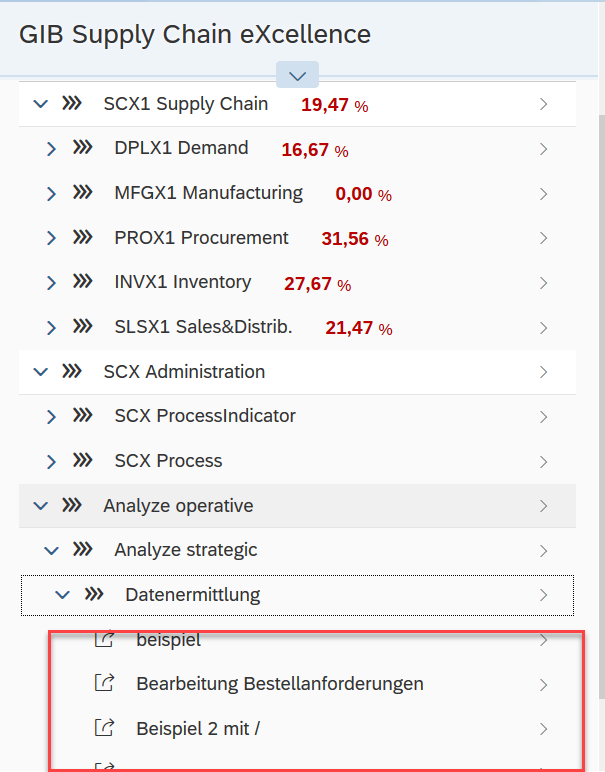 GIB Supply Chain eXcellence
SCX1 Supply Chain 19,47 %
DPLX1 Demand 16,67 %
MFGX1 Manufacturing 0,00 %
PROX1 Procurement 31,56 %
INVX1 Inventory 27,67 %
SLSX1 Sales&Distrib. 21,47 %
SCX Administration
SCX ProcessIndicator
SCX Process
Analyze operative
Analyze strategic
Datenermittlung
beispiel
Bearbeitung Bestellanforderungen
Beispiel 2 mit /